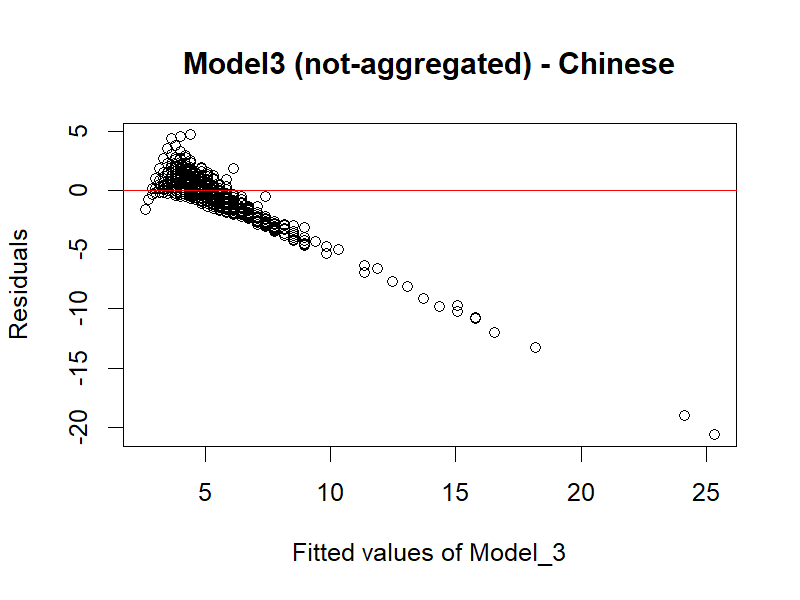 Model3 (not-aggregated) - Chinese
5
0
-5
-10
-15
-20
Residuals
5 10 15 20 25
Fitted values of Model_3